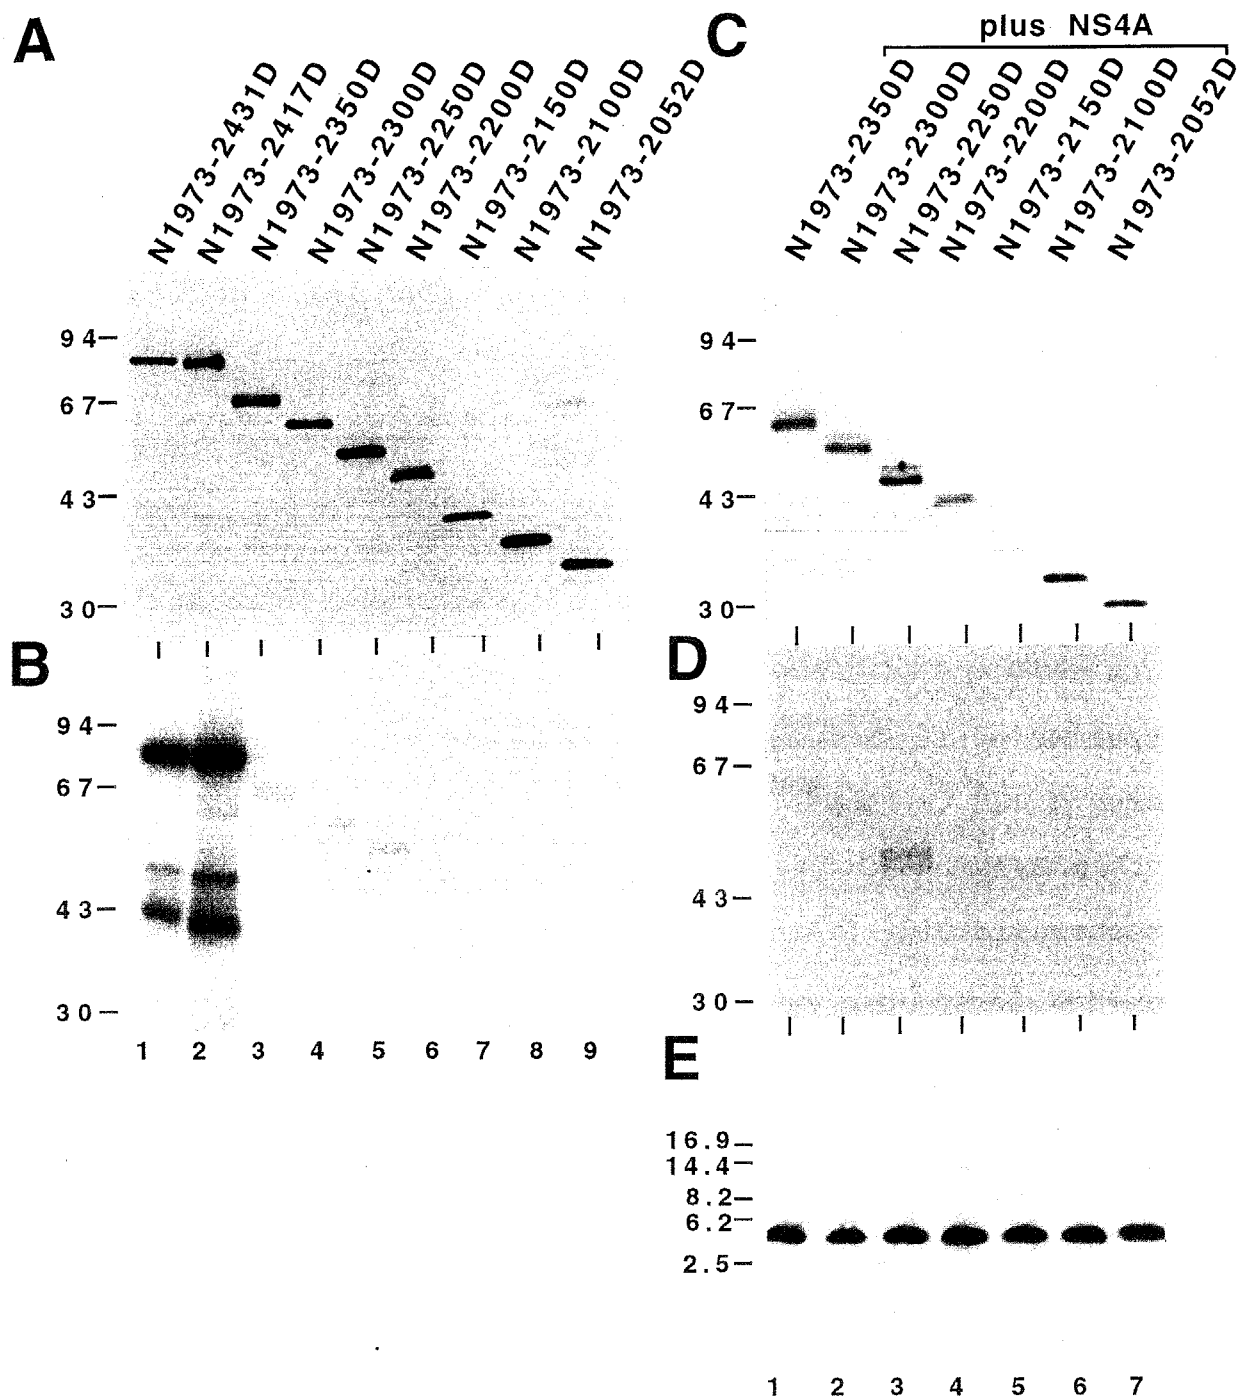 A
N1973-2431D
N1973-2417D
N1973-2350D
N1973-2300D
N1973-2250D
N1973-2200D
N1973-2150D
N1973-2100D
N1973-2052D
94
67
43
30
B
94
67
43
30
1 2 3 4 5 6 7 8 9
C
plus NS4A
N1973-2350D
N1973-2300D
N1973-2250D
N1973-2200D
N1973-2150D
N1973-2100D
N1973-2052D
94
67
43
30
D
94
67
43
30
E
16.9
14.4
8.2
6.2
2.5
1 2 3 4 5 6 7